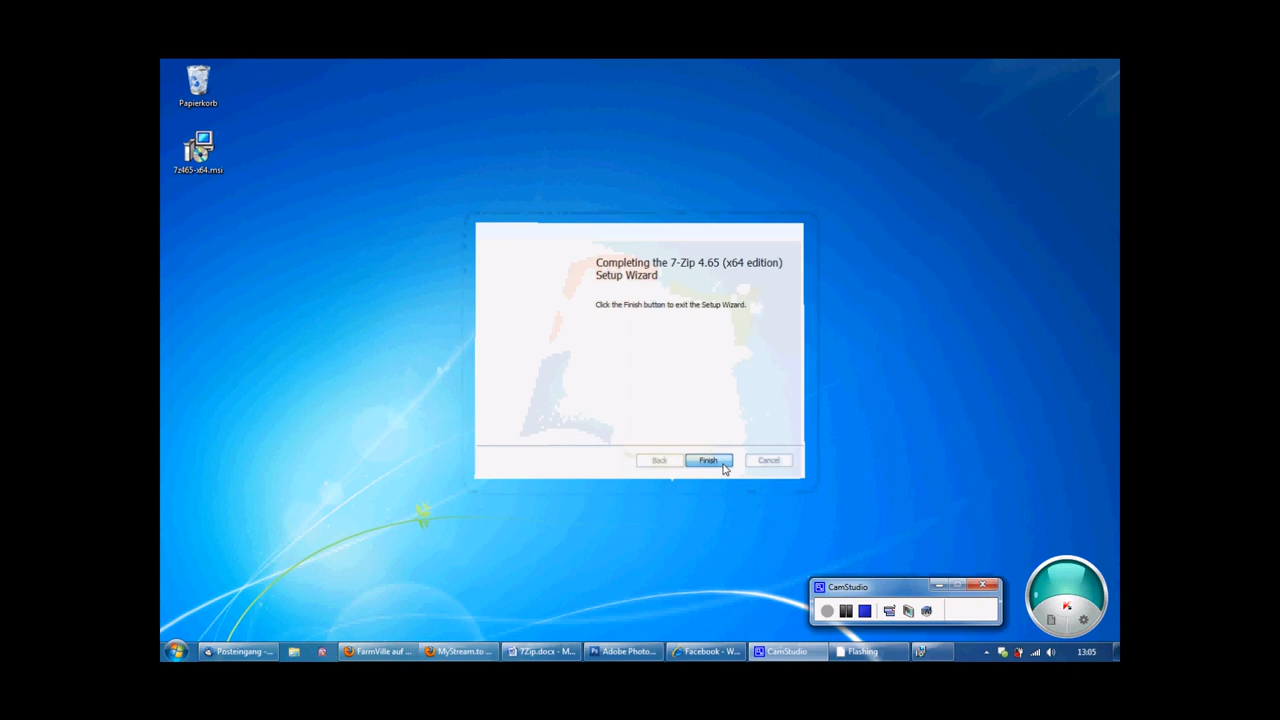 Papierkorb
7z465-x64.msi
Completing the 7-Zip 4.65 (x64 edition)
Setup Wizard
Click the Finish button to exit the Setup Wizard.
Back
Finish
Cancel
CamStudio
Posteingang -...
FarmVille auf ...
MyStream.to ...
7Zip.docx - M...
Adobe Photo...
Facebook - W...
CamStudio
Flashing
13:05